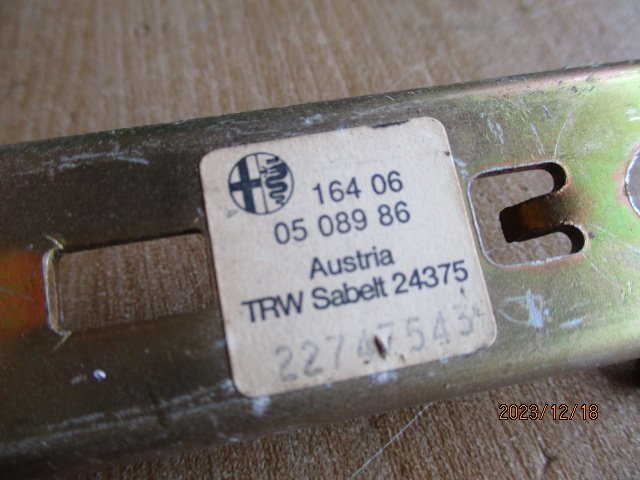 164 06
05 089 86
Austria
TRW Sabelt 24375
22747543
2023/12/18